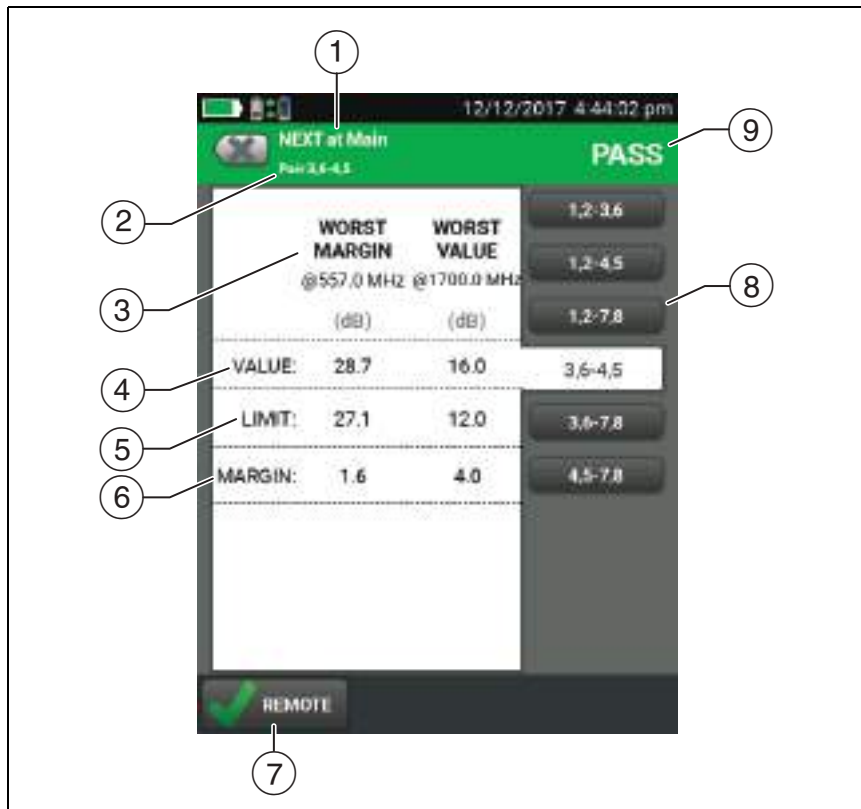 1
12/12/2017 4:44:02 pm
NEXT at Main
Pair 3,6-4,5
PASS
9
2
WORST MARGIN
WORST VALUE
@557.0 MHz @1700.0 MHz
(dB) (dB)
3
1,2-3,6
1,2-4,5
1,2-7,8
8
VALUE: 28.7 16.0
3,6-4,5
4
LIMIT: 27.1 12.0
3,6-7,8
5
MARGIN: 1.6 4.0
4,5-7,8
6
REMOTE
7